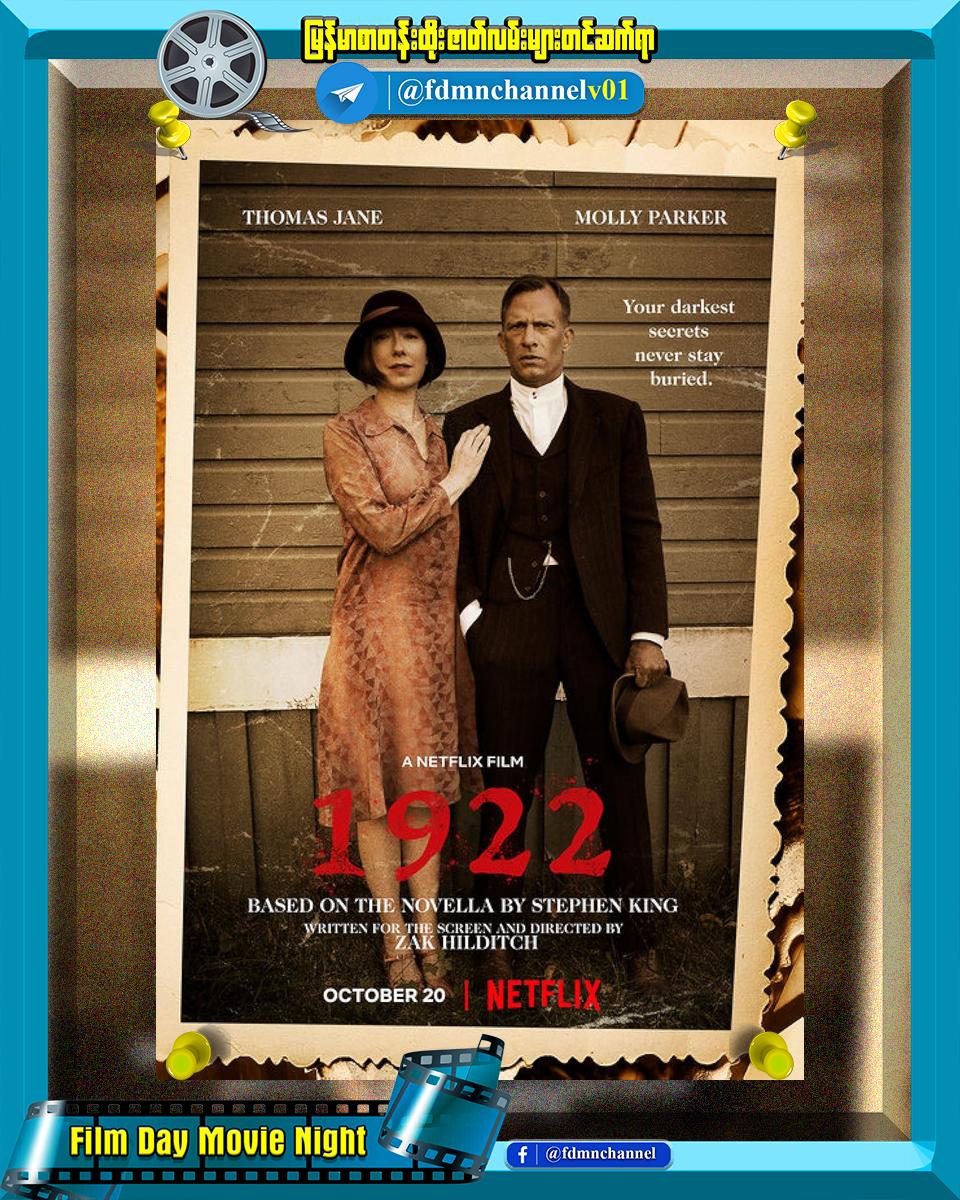 မြန်မာစာတန်းထိုးဇာတ်လမ်းများတင်ဆက်ရာ
@fdmnchannelv01
THOMAS JANE
MOLLY PARKER
Your darkest
secrets
never stay
buried.
A NETFLIX FILM
1922
BASED ON THE NOVELLA BY STEPHEN KING
WRITTEN FOR THE SCREEN AND DIRECTED BY
ZAK HILDITCH
OCTOBER 20 | NETFLIX
Film Day Movie Night
@fdmnchannel